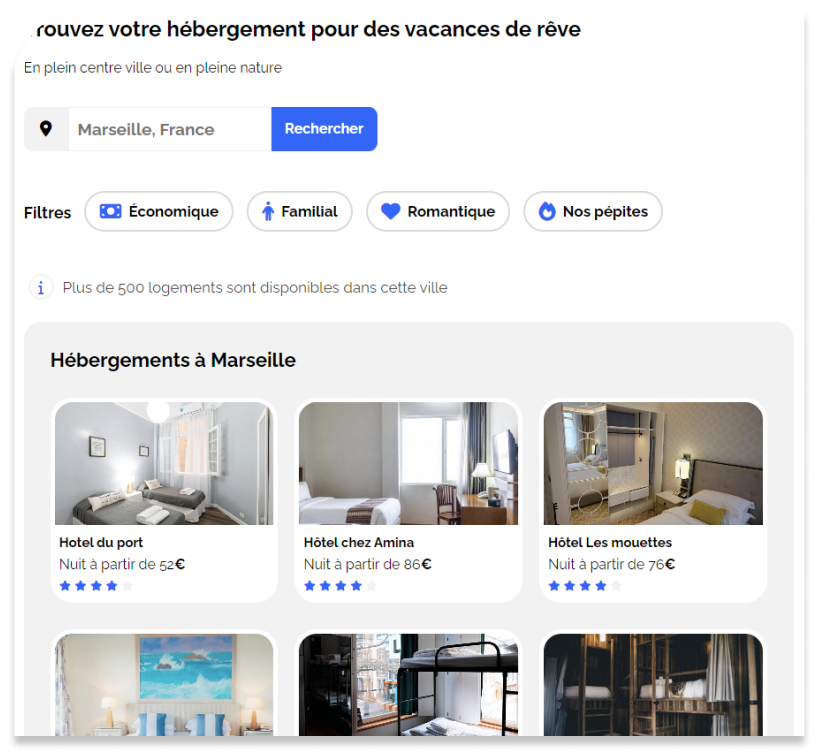 rouvez votre hébergement pour des vacances de rêve
En plein centre ville ou en pleine nature
Marseille, France
Rechercher
Filtres
Économique
Familial
Romantique
Nos pépites
Plus de 500 logements sont disponibles dans cette ville
Hébergements à Marseille
Hotel du port
Nuit à partir de 52€
Hôtel chez Amina
Nuit à partir de 86€
Hôtel Les mouettes
Nuit à partir de 76€